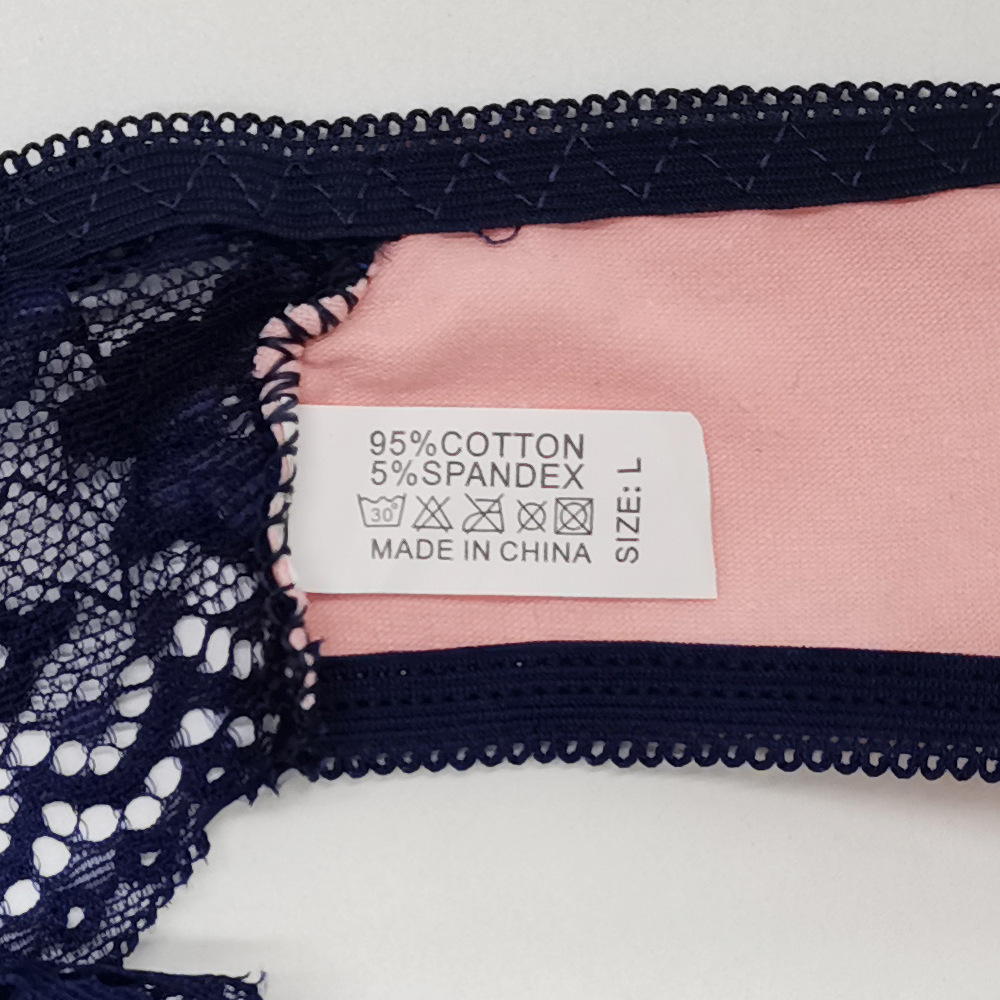 95%COTTON
5%SPANDEX
30°
MADE IN CHINA
SIZE: L